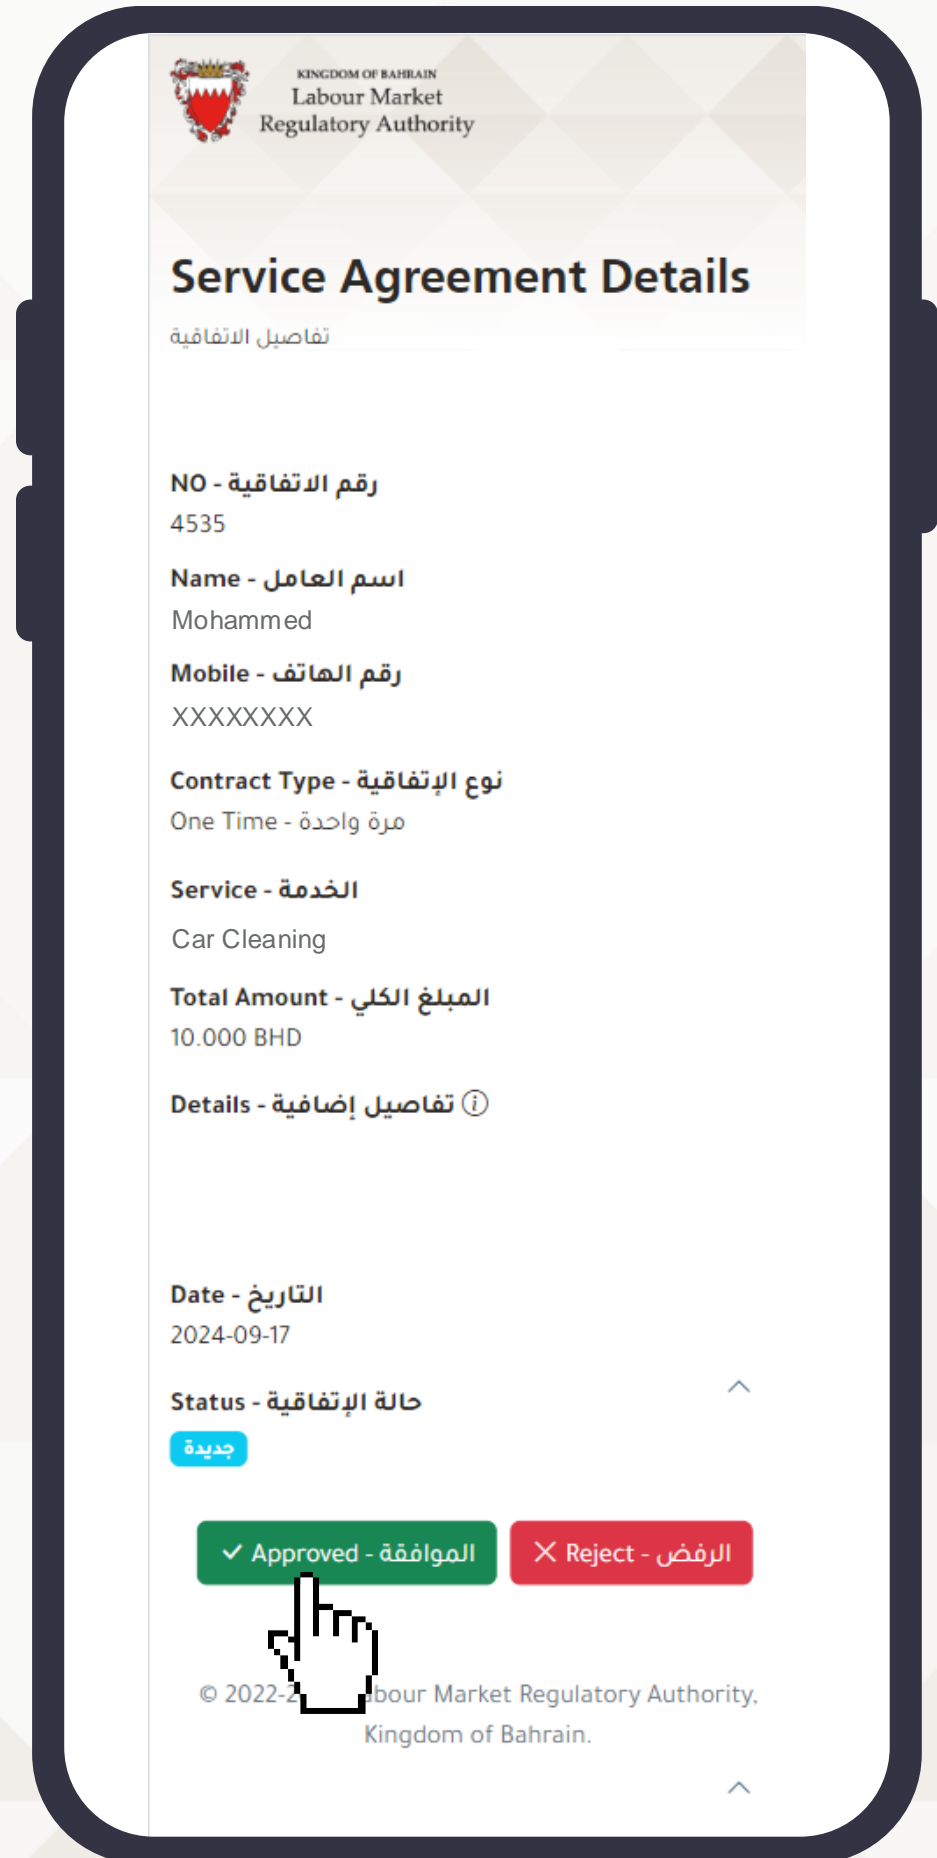 KINGDOM OF BAHRAIN
Labour Market
Regulatory Authority
Service Agreement Details
تفاصيل الاتفاقية
NO - رقم الاتفاقية
4535
Name - اسم العامل
Mohammed
Mobile - رقم الهاتف
XXXXXXXX
Contract Type - نوع الإتفاقية
One Time - مرة واحدة
Service - الخدمة
Car Cleaning
Total Amount - المبلغ الكلي
10.000 BHD
Details - تفاصيل إضافية
Date - التاريخ
2024-09-17
Status - حالة الإتفاقية
جديدة
Approved - الموافقة
Reject - الرفض
© 2022-2 bour Market Regulatory Authority,
Kingdom of Bahrain.